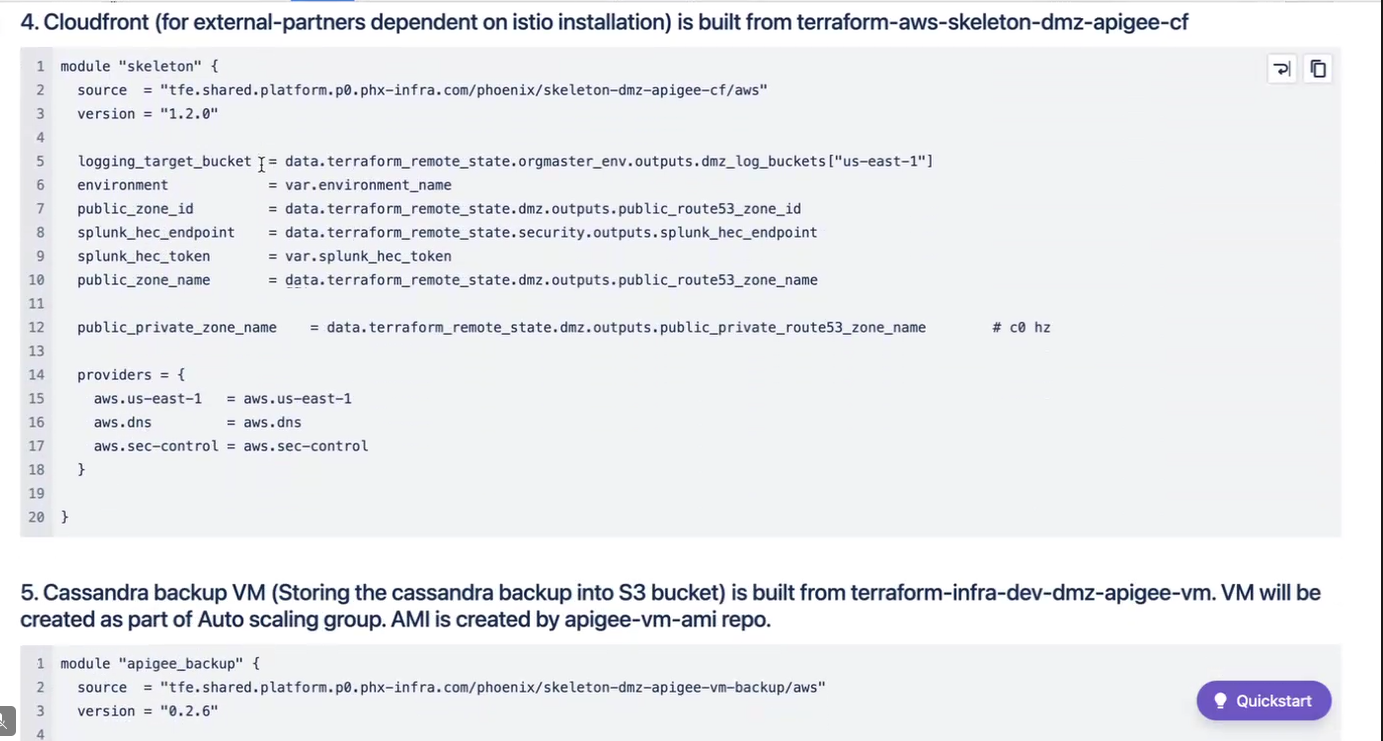 4. Cloudfront (for external-partners dependent on istio installation) is built from terraform-aws-skeleton-dmz-apigee-cf
1 module "skeleton" {
2   source  = "tfe.shared.platform.p0.phx-infra.com/phoenix/skeleton-dmz-apigee-cf/aws"
3   version = "1.2.0"
4
5   logging_target_bucket  = data.terraform_remote_state.orgmaster_env.outputs.dmz_log_buckets["us-east-1"]
6   environment            = var.environment_name
7   public_zone_id         = data.terraform_remote_state.dmz.outputs.public_route53_zone_id
8   splunk_hec_endpoint    = data.terraform_remote_state.security.outputs.splunk_hec_endpoint
9   splunk_hec_token       = var.splunk_hec_token
10   public_zone_name       = data.terraform_remote_state.dmz.outputs.public_route53_zone_name
11
12   public_private_zone_name    = data.terraform_remote_state.dmz.outputs.public_private_route53_zone_name        # c0 hz
13
14   providers = {
15     aws.us-east-1   = aws.us-east-1
16     aws.dns         = aws.dns
17     aws.sec-control = aws.sec-control
18   }
19
20 }
5. Cassandra backup VM (Storing the cassandra backup into S3 bucket) is built from terraform-infra-dev-dmz-apigee-vm. VM will be
created as part of Auto scaling group. AMI is created by apigee-vm-ami repo.
1 module "apigee_backup" {
2   source  = "tfe.shared.platform.p0.phx-infra.com/phoenix/skeleton-dmz-apigee-vm-backup/aws"
3   version = "0.2.6"
4
Quickstart